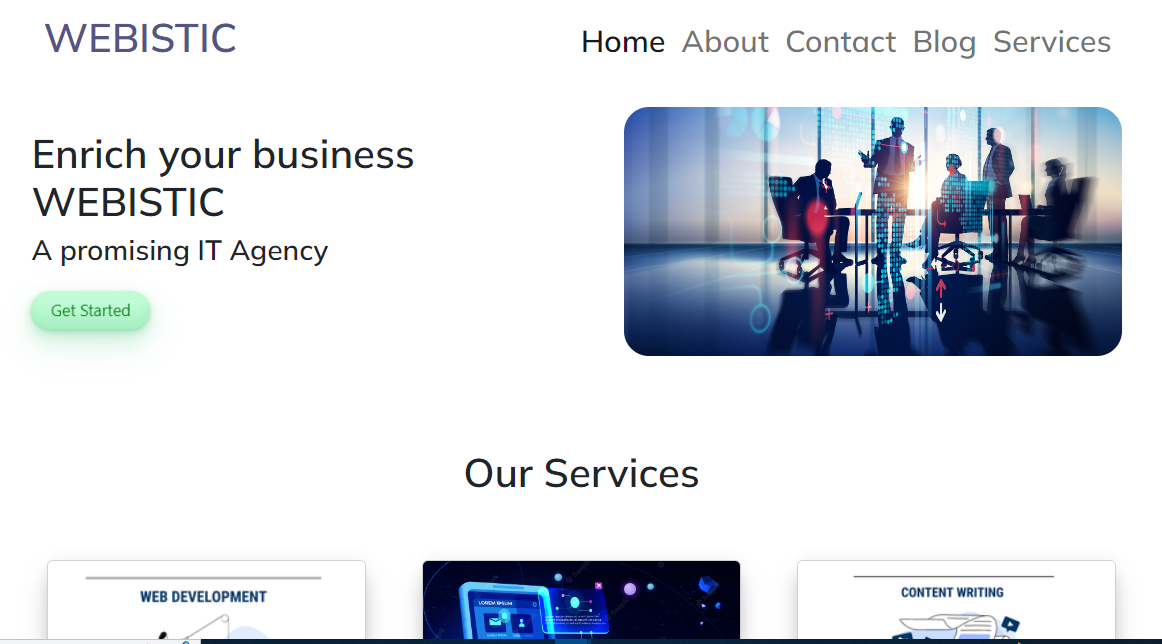 WEBISTIC
Home About Contact Blog Services
Enrich your business
WEBISTIC
A promising IT Agency
Get Started
Our Services
WEB DEVELOPMENT
LOREM IPSUM
CONTENT WRITING